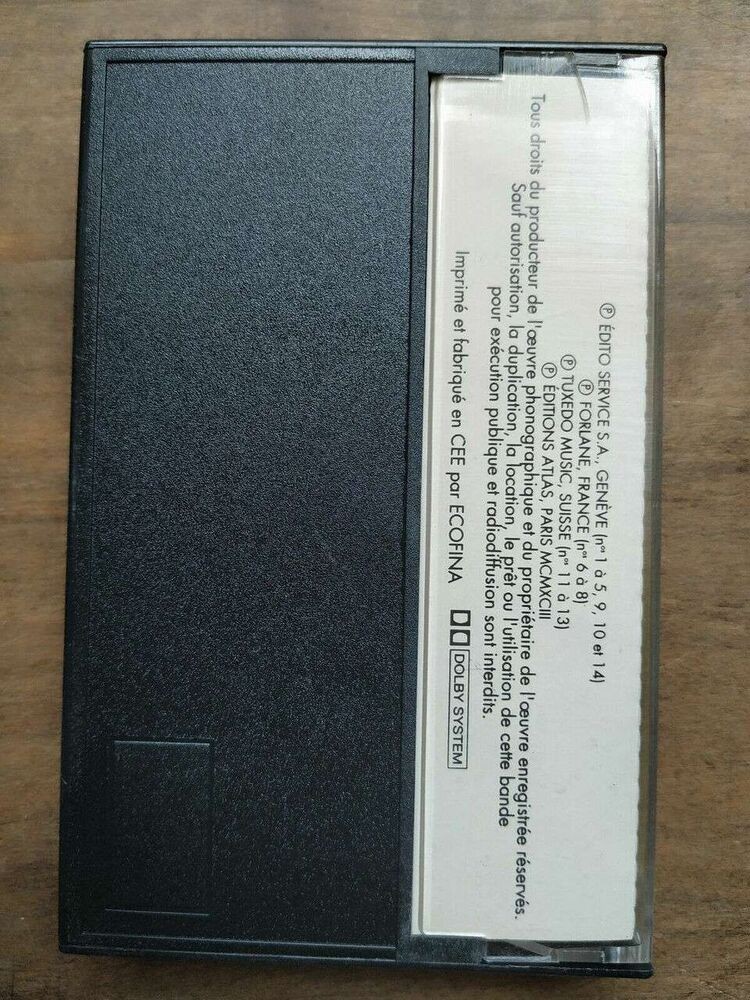 ℗ ÉDITO SERVICE S.A., GENÈVE (nos 1 à 5, 9, 10 et 14)
℗ FORLANE, FRANCE (nos 6 à 8)
℗ TUXEDO MUSIC, SUISSE (nos 11 à 13)
℗ ÉDITIONS ATLAS, PARIS MCMXCIII
Tous droits du producteur de l'œuvre phonographique et du propriétaire de l'œuvre enregistrée réservés.
Sauf autorisation, la duplication, la location, le prêt ou l'utilisation de cette bande
pour exécution publique et radiodiffusion sont interdits.
Imprimé et fabriqué en CEE par ECOFINA DOLBY SYSTEM